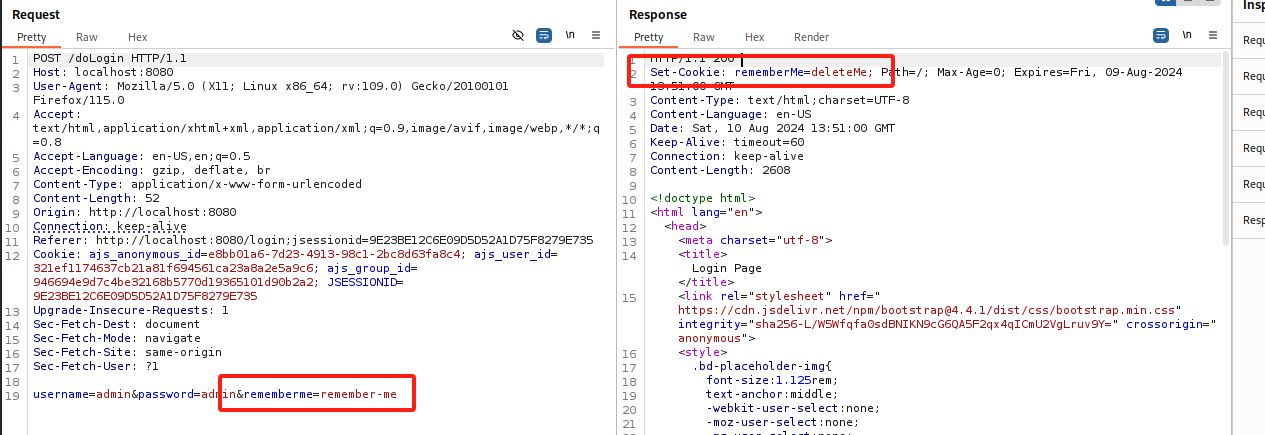 Request
Pretty Raw Hex
\n
1 POST /doLogin HTTP/1.1
2 Host: localhost:8080
3 User-Agent: Mozilla/5.0 (X11; Linux x86_64; rv:109.0) Gecko/20100101
Firefox/115.0
4 Accept:
text/html,application/xhtml+xml,application/xml;q=0.9,image/avif,image/webp,*/*;q
=0.8
5 Accept-Language: en-US,en;q=0.5
6 Accept-Encoding: gzip, deflate, br
7 Content-Type: application/x-www-form-urlencoded
8 Content-Length: 52
9 Origin: http://localhost:8080
10 Connection: keep-alive
11 Referer: http://localhost:8080/login;jsessionid=9E23BE12C6E09D5D52A1D75F8279E735
12 Cookie: ajs_anonymous_id=e8bb01a6-7d23-4913-98c1-2bc8d63fa8c4; ajs_user_id=
321ef1174637cb21a81f694561ca23a8a2e5a9c6; ajs_group_id=
946694e9d7c4be32168b5770d19365101d90b2a2; JSESSIONID=
9E23BE12C6E09D5D52A1D75F8279E735
13 Upgrade-Insecure-Requests: 1
14 Sec-Fetch-Dest: document
15 Sec-Fetch-Mode: navigate
16 Sec-Fetch-Site: same-origin
17 Sec-Fetch-User: ?1
18
19 username=admin&password=admin&rememberme=remember-me
Response
Pretty Raw Hex Render
\n
1 HTTP/1.1 200
2 Set-Cookie: rememberMe=deleteMe; Path=/; Max-Age=0; Expires=Fri, 09-Aug-2024
GMT
3 Content-Type: text/html;charset=UTF-8
4 Content-Language: en-US
5 Date: Sat, 10 Aug 2024 13:51:00 GMT
6 Keep-Alive: timeout=60
7 Connection: keep-alive
8 Content-Length: 2608
9
10 <!doctype html>
11 <html lang="en">
12 <head>
13 <meta charset="utf-8">
14 <title>
Login Page
</title>
15 <link rel="stylesheet" href="
https://cdn.jsdelivr.net/npm/bootstrap@4.4.1/dist/css/bootstrap.min.css"
integrity="sha256-L/W5Wfqfa0sdBNIKN9cG6QA5F2qx4qICmU2VgLruv9Y=" crossorigin="
anonymous">
16 <style>
17 .bd-placeholder-img{
18 font-size:1.125rem;
19 text-anchor:middle;
20 -webkit-user-select:none;
21 -moz-user-select:none;
Insp
Requ
Requ
Requ
Requ
Requ
Resp